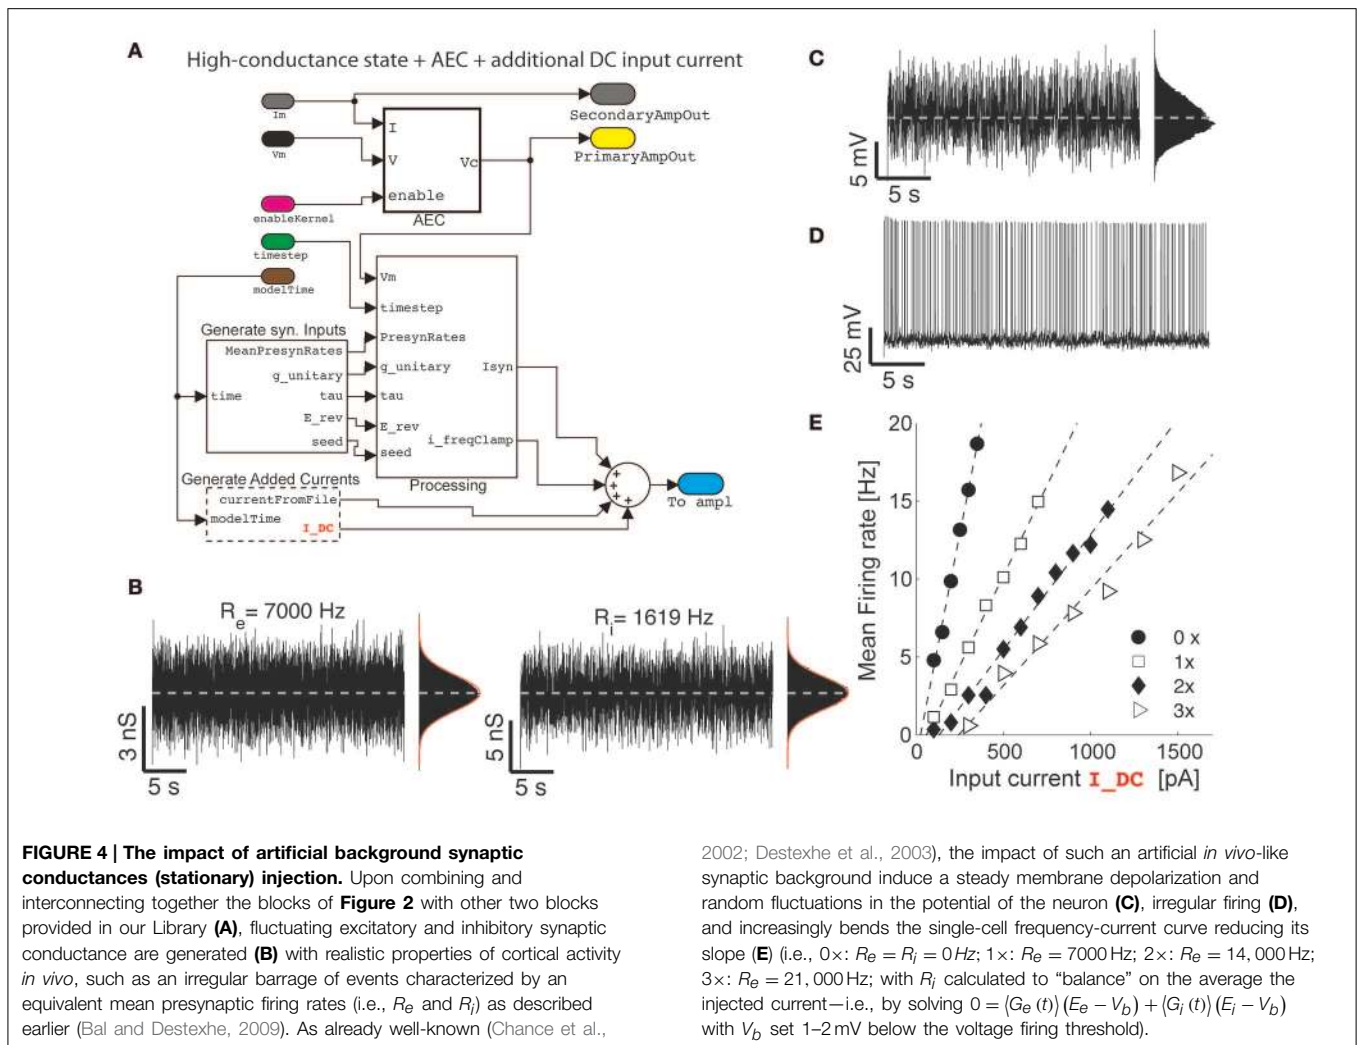 A
High-conductance state + AEC + additional DC input current
Im
Vm
enableKernel
timestep
modelTime
I
V
enable
Vc
AEC
SecondaryAmpOut
PrimaryAmpOut
Generate syn. Inputs
MeanPresynRates
g_unitary
time
tau
E_rev
seed
Vm
timestep
PresynRates
g_unitary
Isyn
tau
E_rev
i_freqClamp
seed
Processing
Generate Added Currents
currentFromFile
modelTime
I_DC
+
+
+
+
To ampl
B
R_e = 7000 Hz
3 nS
5 s
R_i = 1619 Hz
5 nS
5 s
C
5 mV
5 s
D
25 mV
5 s
E
Mean Firing rate [Hz]
20
15
10
5
0
0 500 1000 1500
Input current I_DC [pA]
0 x
1x
2x
3x
FIGURE 4 | The impact of artificial background synaptic
conductances (stationary) injection. Upon combining and
interconnecting together the blocks of Figure 2 with other two blocks
provided in our Library (A), fluctuating excitatory and inhibitory synaptic
conductance are generated (B) with realistic properties of cortical activity
in vivo, such as an irregular barrage of events characterized by an
equivalent mean presynaptic firing rates (i.e., R_e and R_i) as described
earlier (Bal and Destexhe, 2009). As already well-known (Chance et al.,
2002; Destexhe et al., 2003), the impact of such an artificial in vivo-like
synaptic background induce a steady membrane depolarization and
random fluctuations in the potential of the neuron (C), irregular firing (D),
and increasingly bends the single-cell frequency-current curve reducing its
slope (E) (i.e., 0×: R_e = R_i = 0 Hz; 1×: R_e = 7000 Hz; 2×: R_e = 14, 000 Hz;
3×: R_e = 21, 000 Hz; with R_i calculated to “balance” on the average the
injected current—i.e., by solving 0 = ⟨G_e (t)⟩ (E_e − V_b) + ⟨G_i (t)⟩ (E_i − V_b)
with V_b set 1–2 mV below the voltage firing threshold).